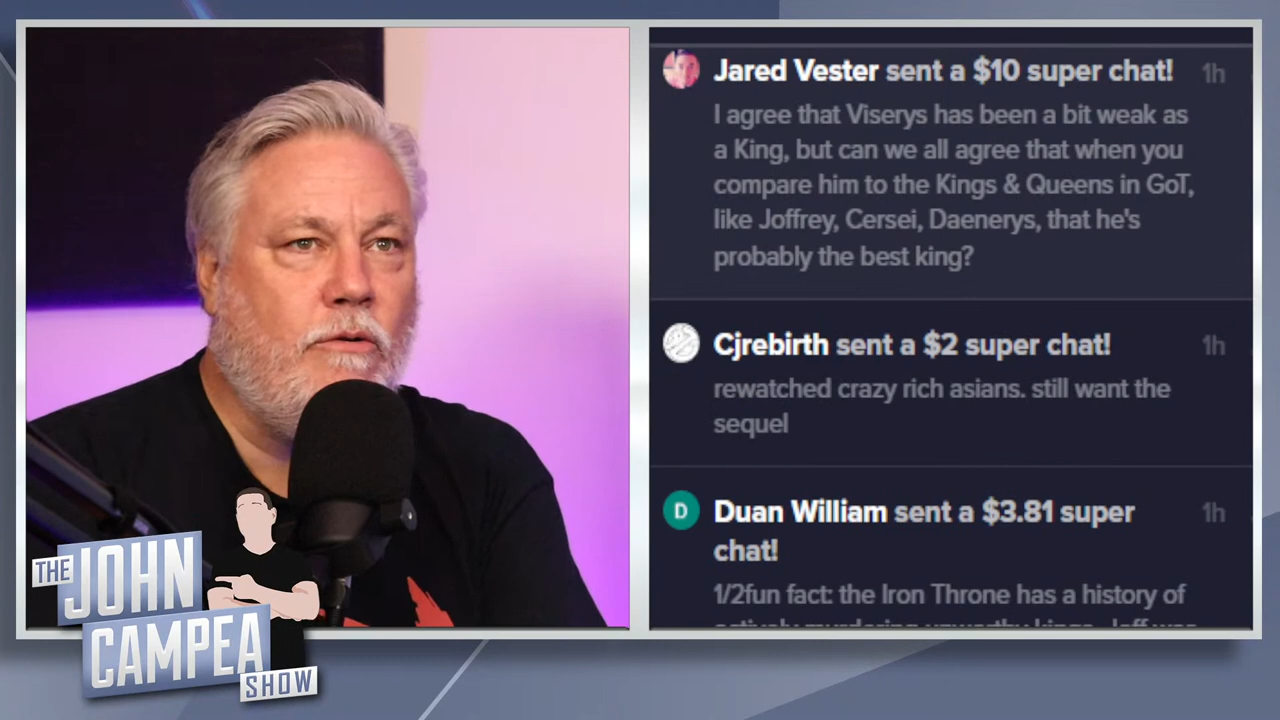 Jared Vester sent a $10 super chat! 1h
I agree that Viserys has been a bit weak as
a King, but can we all agree that when you
compare him to the Kings & Queens in GoT,
like Joffrey, Cersei, Daenerys, that he's
probably the best king?
Cjrebirth sent a $2 super chat! 1h
rewatched crazy rich asians. still want the
sequel
D Duan William sent a $3.81 super 1h
chat!
1/2fun fact: the Iron Throne has a history of
THE
JOHN
CAMPEA
SHOW